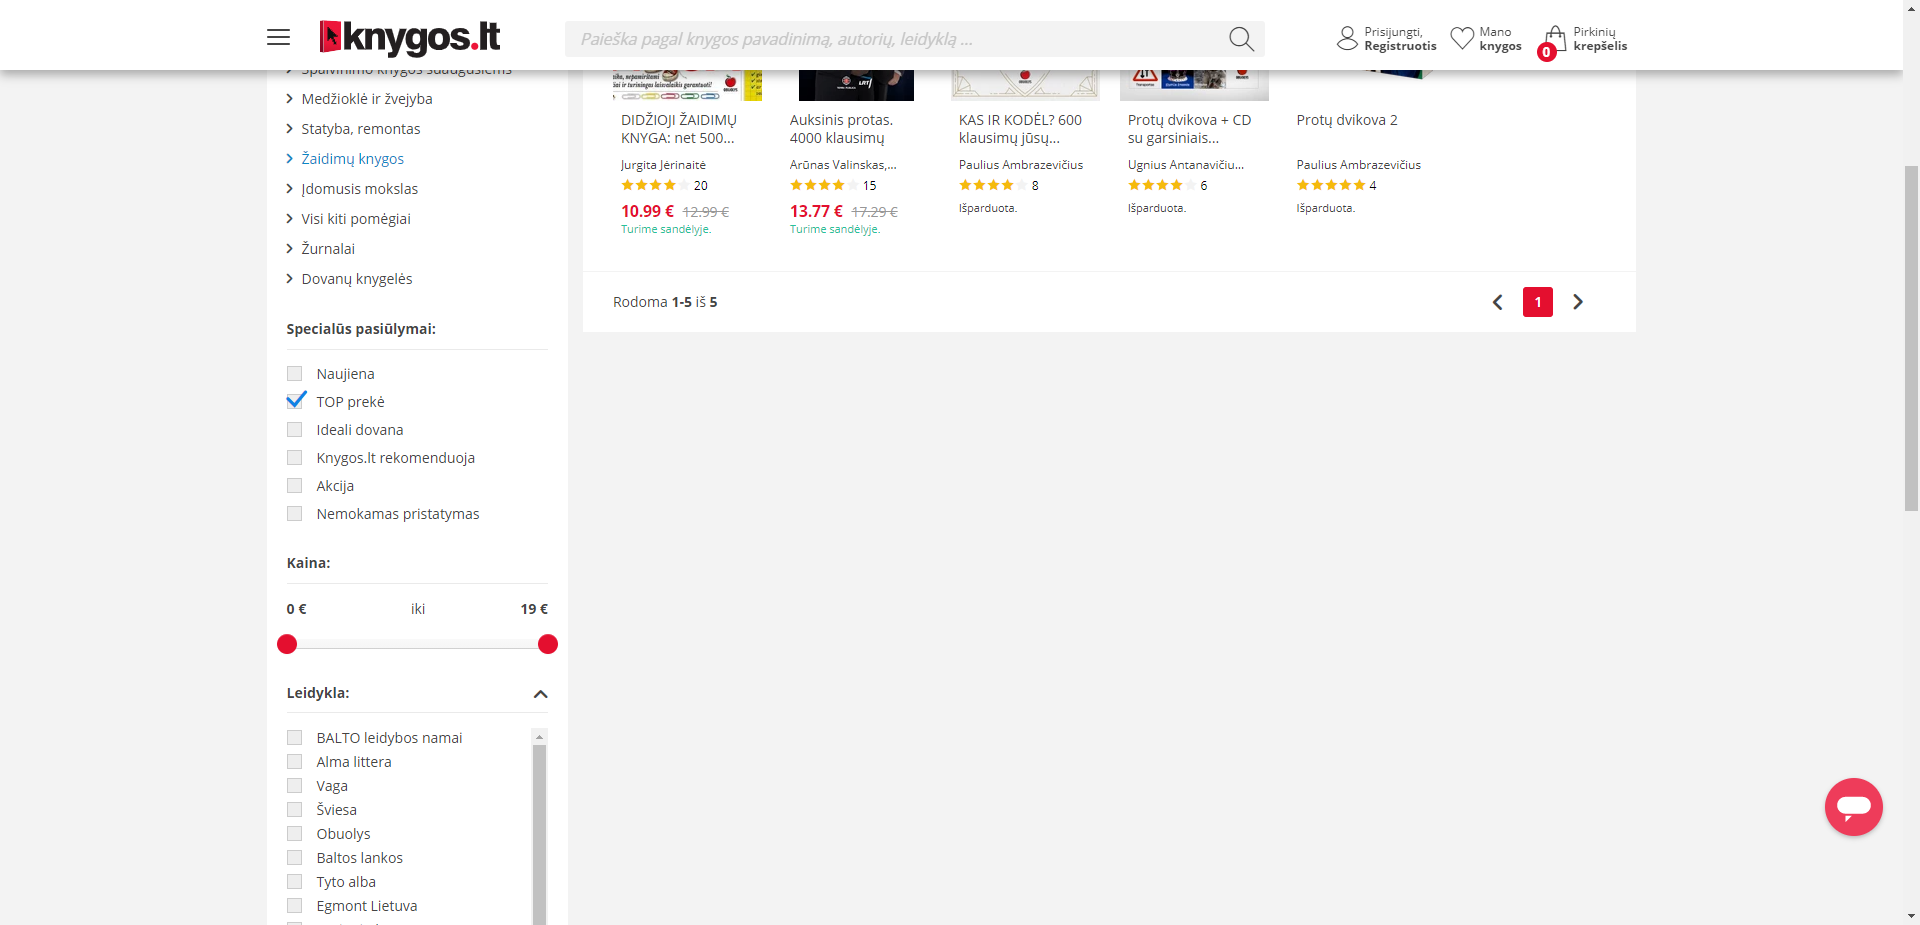 knygos.lt
Paieška pagal knygos pavadinimą, autorių, leidyklą ...
Prisijungti,
Registruotis
Mano
knygos
0
Pirkinių
krepšelis
Spalvinimo knygos suaugusiems
Medžioklė ir žvejyba
Statyba, remontas
Žaidimų knygos
Įdomusis mokslas
Visi kiti pomėgiai
Žurnalai
Dovanų knygelės
Specialūs pasiūlymai:
Naujiena
TOP prekė
Ideali dovana
Knygos.lt rekomenduoja
Akcija
Nemokamas pristatymas
Kaina:
0 € iki 19 €
Leidykla:
BALTO leidybos namai
Alma littera
Vaga
Šviesa
Obuolys
Baltos lankos
Tyto alba
Egmont Lietuva
DIDŽIOJI ŽAIDIMŲ
KNYGA: net 500...
Jurgita Jėrinaitė
20
10.99 € 12.99 €
Turime sandėlyje.
Auksinis protas.
4000 klausimų
Arūnas Valinskas,...
15
13.77 € 17.29 €
Turime sandėlyje.
KAS IR KODĖL? 600
klausimų jūsų...
Paulius Ambrazevičius
8
Išparduota.
Protų dvikova + CD
su garsiniais...
Ugnius Antanavičiu...
6
Išparduota.
Protų dvikova 2
Paulius Ambrazevičius
4
Išparduota.
Rodoma 1-5 iš 5
1